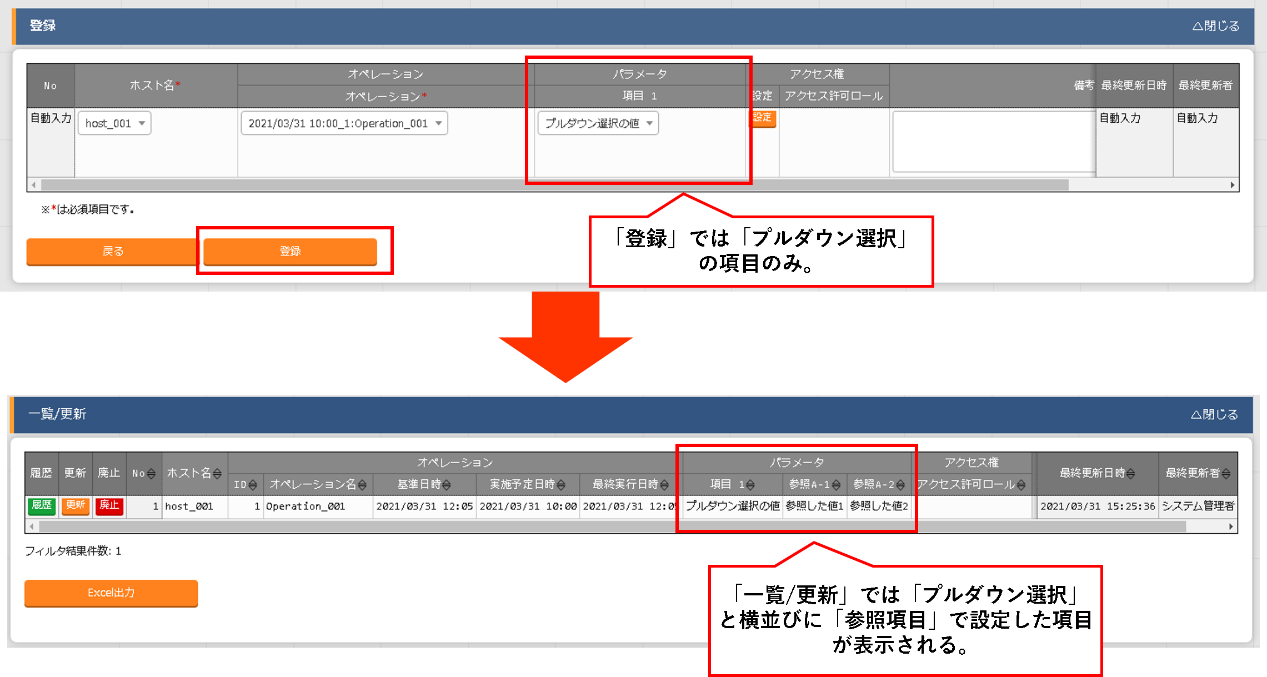 登録
△閉じる
No ホスト名* オペレーション パラメータ アクセス権 備考 最終更新日時 最終更新者
オペレーション* 項目 1 設定 アクセス許可ロール
自動入力 host_001 2021/03/31 10:00_1:Operation_001 プルダウン選択の値 設定 自動入力 自動入力
※*は必須項目です。
戻る 登録
「登録」では「プルダウン選択」
の項目のみ。
一覧/更新
△閉じる
履歴 更新 廃止 No ホスト名 オペレーション パラメータ アクセス権 最終更新日時 最終更新者
ID オペレーション名 基準日時 実施予定日時 最終実行日時 項目 1 参照A-1 参照A-2 アクセス許可ロール
履歴 更新 廃止 1 host_001 1 Operation_001 2021/03/31 12:05 2021/03/31 10:00 2021/03/31 12:05 プルダウン選択の値 参照した値1 参照した値2 2021/03/31 15:25:36 システム管理者
フィルタ結果件数: 1
Excel出力
「一覧/更新」では「プルダウン選択」
と横並びに「参照項目」で設定した項目
が表示される。